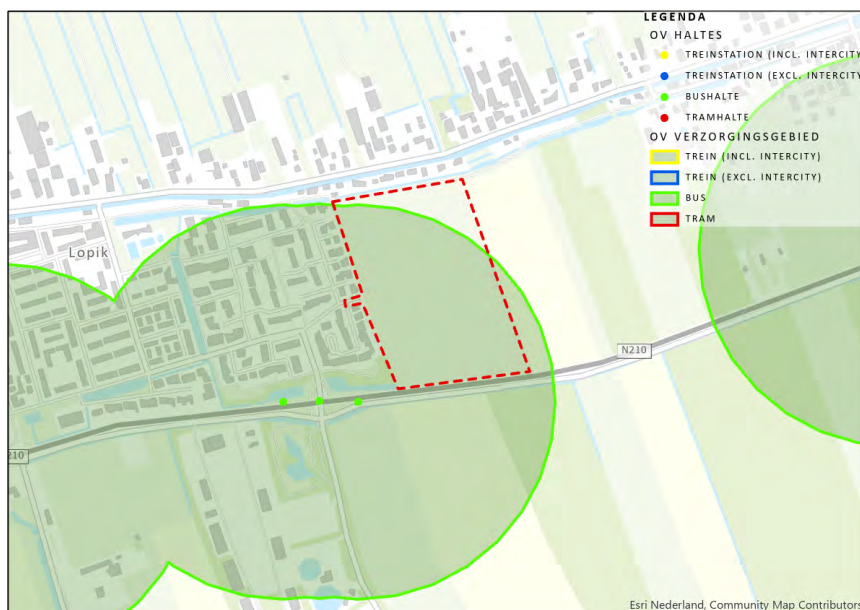 LEGENDA
OV HALTES
TREINSTATION (INCL. INTERCITY
TREINSTATION (EXCL. INTERCITY
BUSHALTE
TRAMHALTE
OV VERZORGINGSGEBIED
TREIN (INCL. INTERCITY)
TREIN (EXCL. INTERCITY)
BUS
TRAM
Lopik
N210
210
Esri Nederland, Community Map Contributors